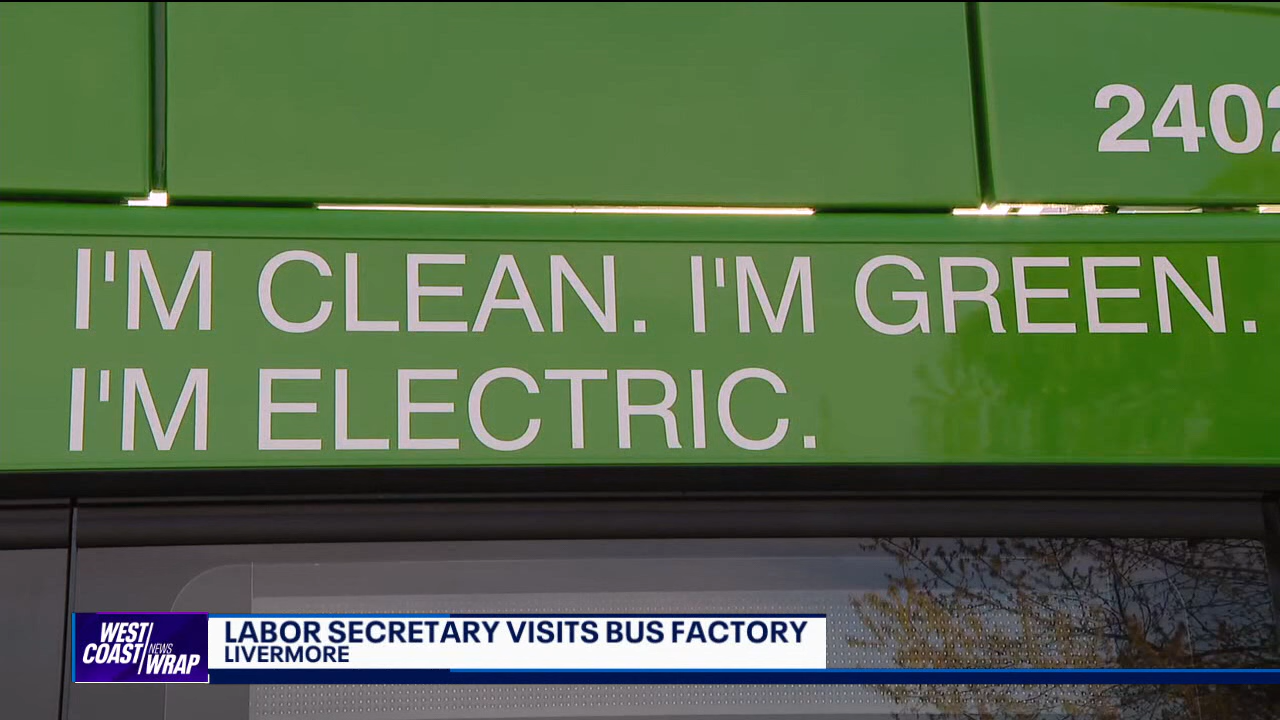 2402
I'M CLEAN. I'M GREEN.
I'M ELECTRIC.
WEST
COAST
NEWS
WRAP
LABOR SECRETARY VISITS BUS FACTORY
LIVERMORE